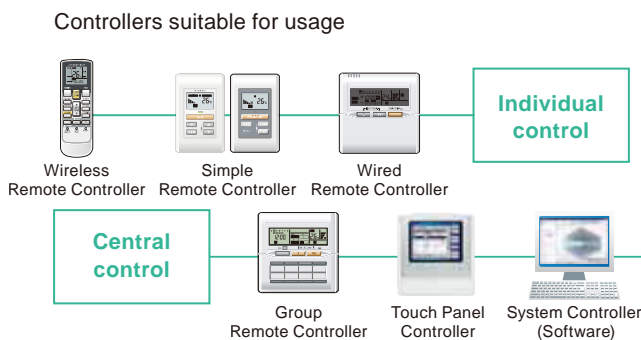 Controllers suitable for usage
Individual
control
Wireless
Remote Controller
Simple
Remote Controller
Wired
Remote Controller
Central
control
Group
Remote Controller
Touch Panel
Controller
System Controller
(Software)